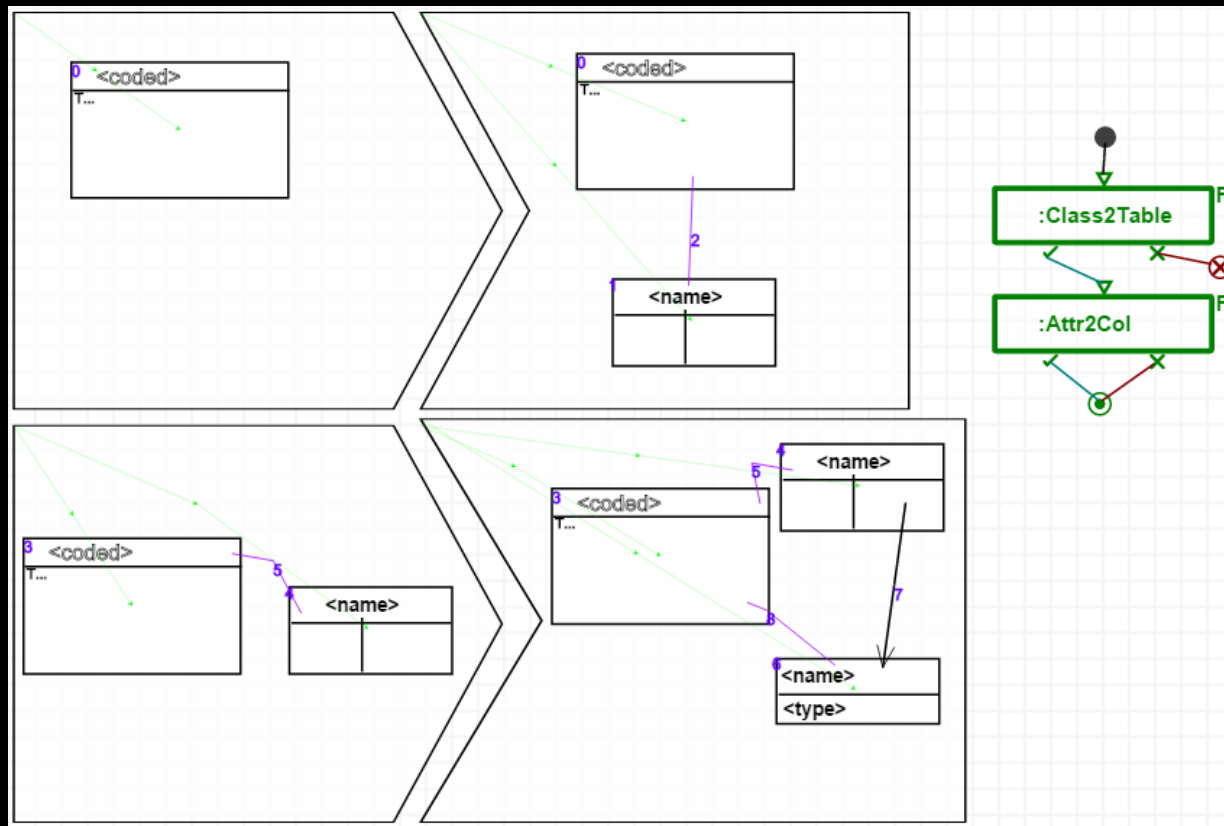 0 <coded>
T...
0 <coded>
T...
2
1 <name>
:Class2Table
F
:Attr2Col
F
3 <coded>
T...
5
4 <name>
4 <name>
5
3 <coded>
T...
7
8
6 <name>
<type>